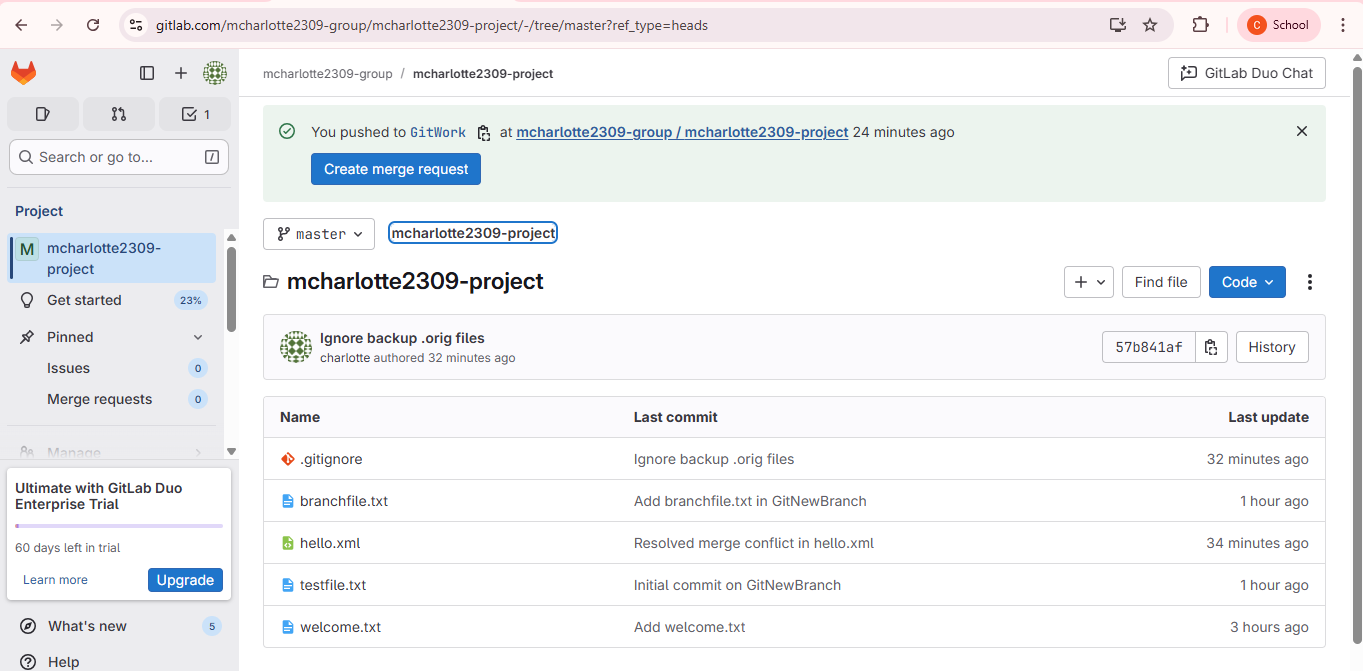 gitlab.com/mcharlotte2309-group/mcharlotte2309-project/-/tree/master?ref_type=heads
C School
mcharlotte2309-group / mcharlotte2309-project
GitLab Duo Chat
1
Search or go to... /
Project
M mcharlotte2309-
project
Get started 23%
Pinned
Issues 0
Merge requests 0
Manage
Ultimate with GitLab Duo
Enterprise Trial
60 days left in trial
Learn more Upgrade
What's new 5
Help
You pushed to GitWork at mcharlotte2309-group / mcharlotte2309-project 24 minutes ago
Create merge request
master mcharlotte2309-project
mcharlotte2309-project
+ Find file Code
Ignore backup .orig files
charlotte authored 32 minutes ago
57b841af History
Name Last commit Last update
.gitignore Ignore backup .orig files 32 minutes ago
branchfile.txt Add branchfile.txt in GitNewBranch 1 hour ago
hello.xml Resolved merge conflict in hello.xml 34 minutes ago
testfile.txt Initial commit on GitNewBranch 1 hour ago
welcome.txt Add welcome.txt 3 hours ago